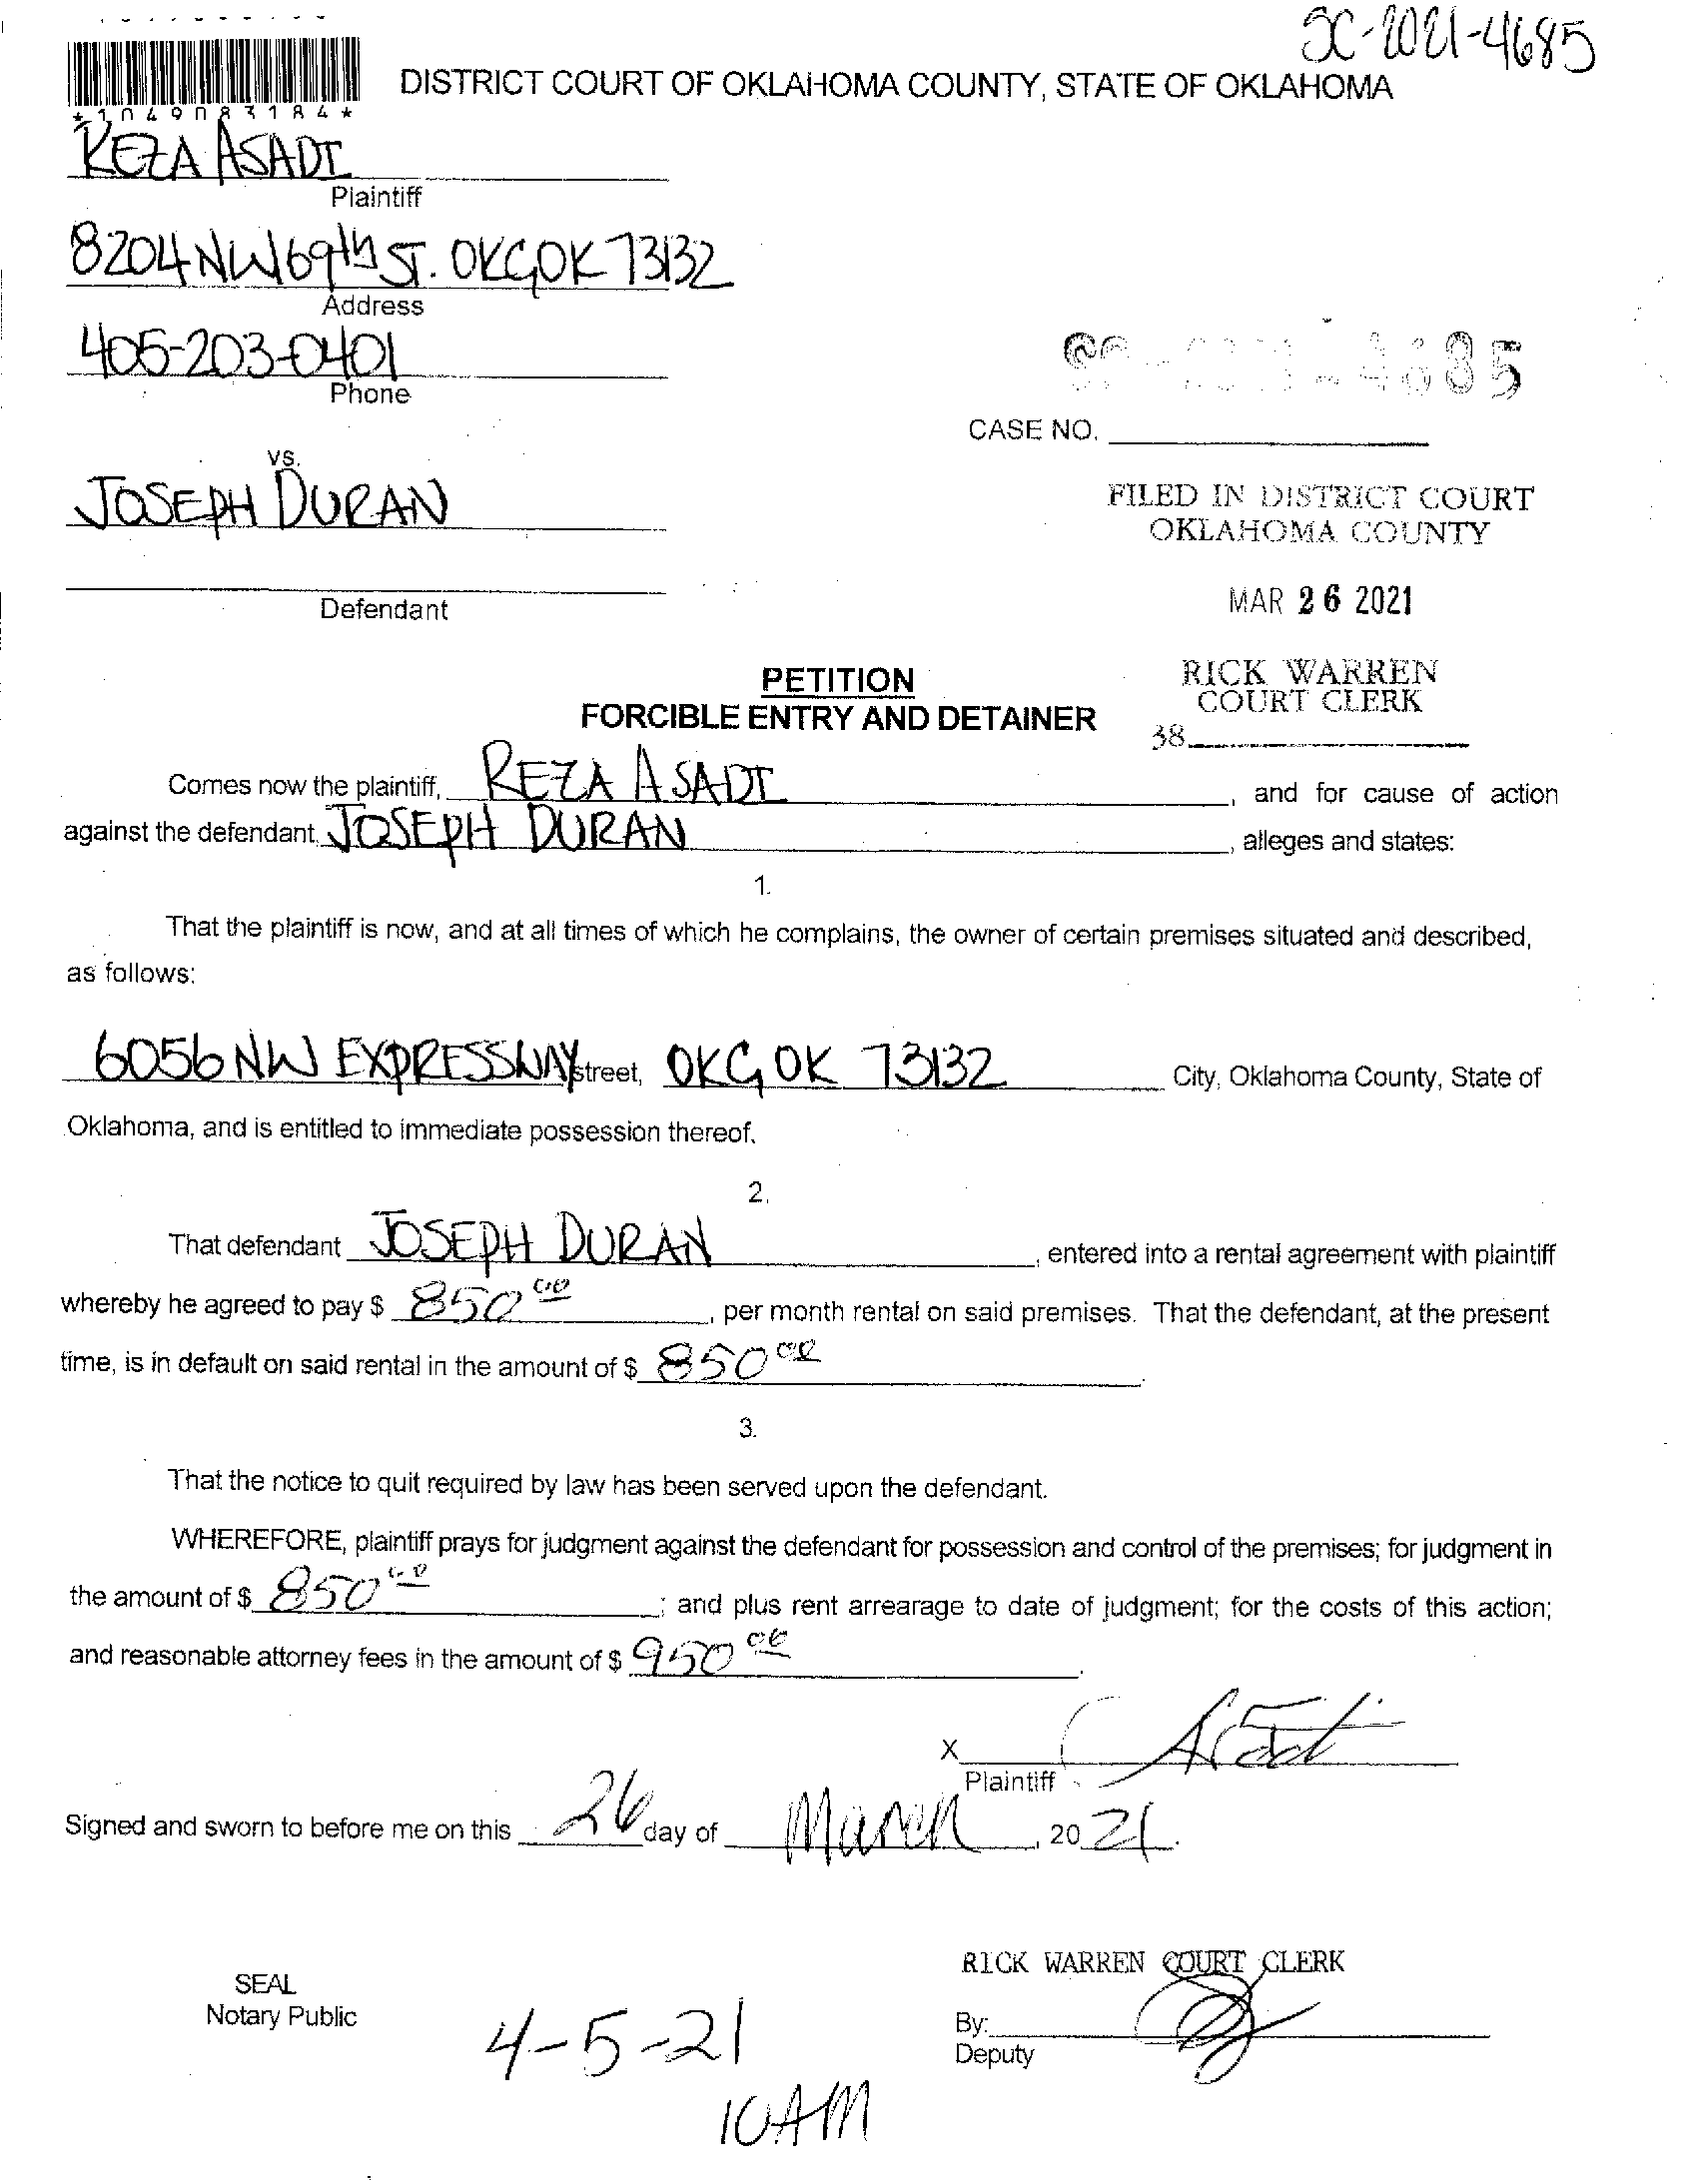 SC-2021-4685
*1049083184*
DISTRICT COURT OF OKLAHOMA COUNTY, STATE OF OKLAHOMA
REZA ASADI
Plaintiff
8204 NW 69th ST. OKC, OK 73132
Address
405-203-0401
Phone
4685
CASE NO.
vs.
JOSEPH DURAN
FILED IN DISTRICT COURT
OKLAHOMA COUNTY
Defendant
MAR 26 2021
PETITION
FORCIBLE ENTRY AND DETAINER
RICK WARREN
COURT CLERK
38
Comes now the plaintiff, REZA ASADI, and for cause of action
against the defendant, JOSEPH DURAN, alleges and states:
1.
That the plaintiff is now, and at all times of which he complains, the owner of certain premises situated and described,
as follows:
6056 NW EXPRESSWAY street, OKC, OK 73132 City, Oklahoma County, State of
Oklahoma, and is entitled to immediate possession thereof.
2.
That defendant JOSEPH DURAN, entered into a rental agreement with plaintiff
whereby he agreed to pay $ 850 00, per month rental on said premises. That the defendant, at the present
time, is in default on said rental in the amount of $ 850 00.
3.
That the notice to quit required by law has been served upon the defendant.
WHEREFORE, plaintiff prays for judgment against the defendant for possession and control of the premises; for judgment in
the amount of $ 850 00; and plus rent arrearage to date of judgment; for the costs of this action;
and reasonable attorney fees in the amount of $ 950 00.
X
Plaintiff
Signed and sworn to before me on this 26 day of March, 20 21.
RICK WARREN COURT CLERK
SEAL
Notary Public
By:
Deputy
4-5-21
10AM